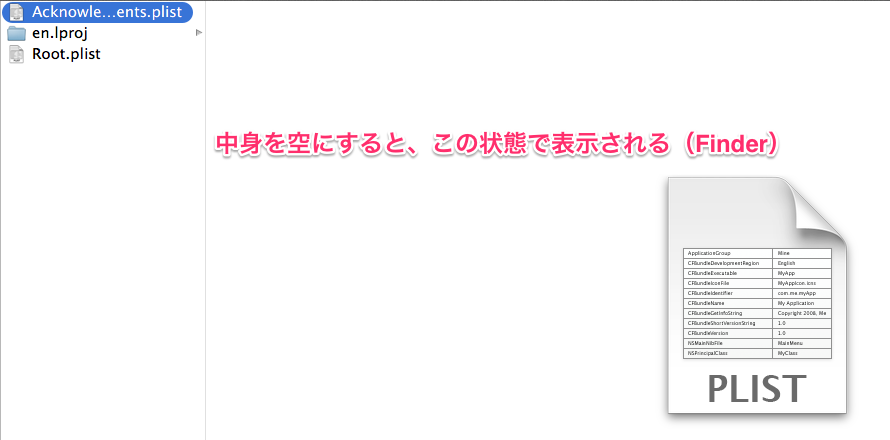 Acknowle...ents.plist
en.lproj
Root.plist
中身を空にすると、この状態で表示される（Finder）
ApplicationGroup Mine
CFBundleDevelopmentRegion English
CFBundleExecutable MyApp
CFBundleIconFile MyAppIcon.icns
CFBundleIdentifier com.me.myApp
CFBundleName My Application
CFBundleGetInfoString Copyright 2008, Me
CFBundleShortVersionString 1.0
CFBundleVersion 1.0
NSMainNibFile MainMenu
NSPrincipalClass MyClass
PLIST